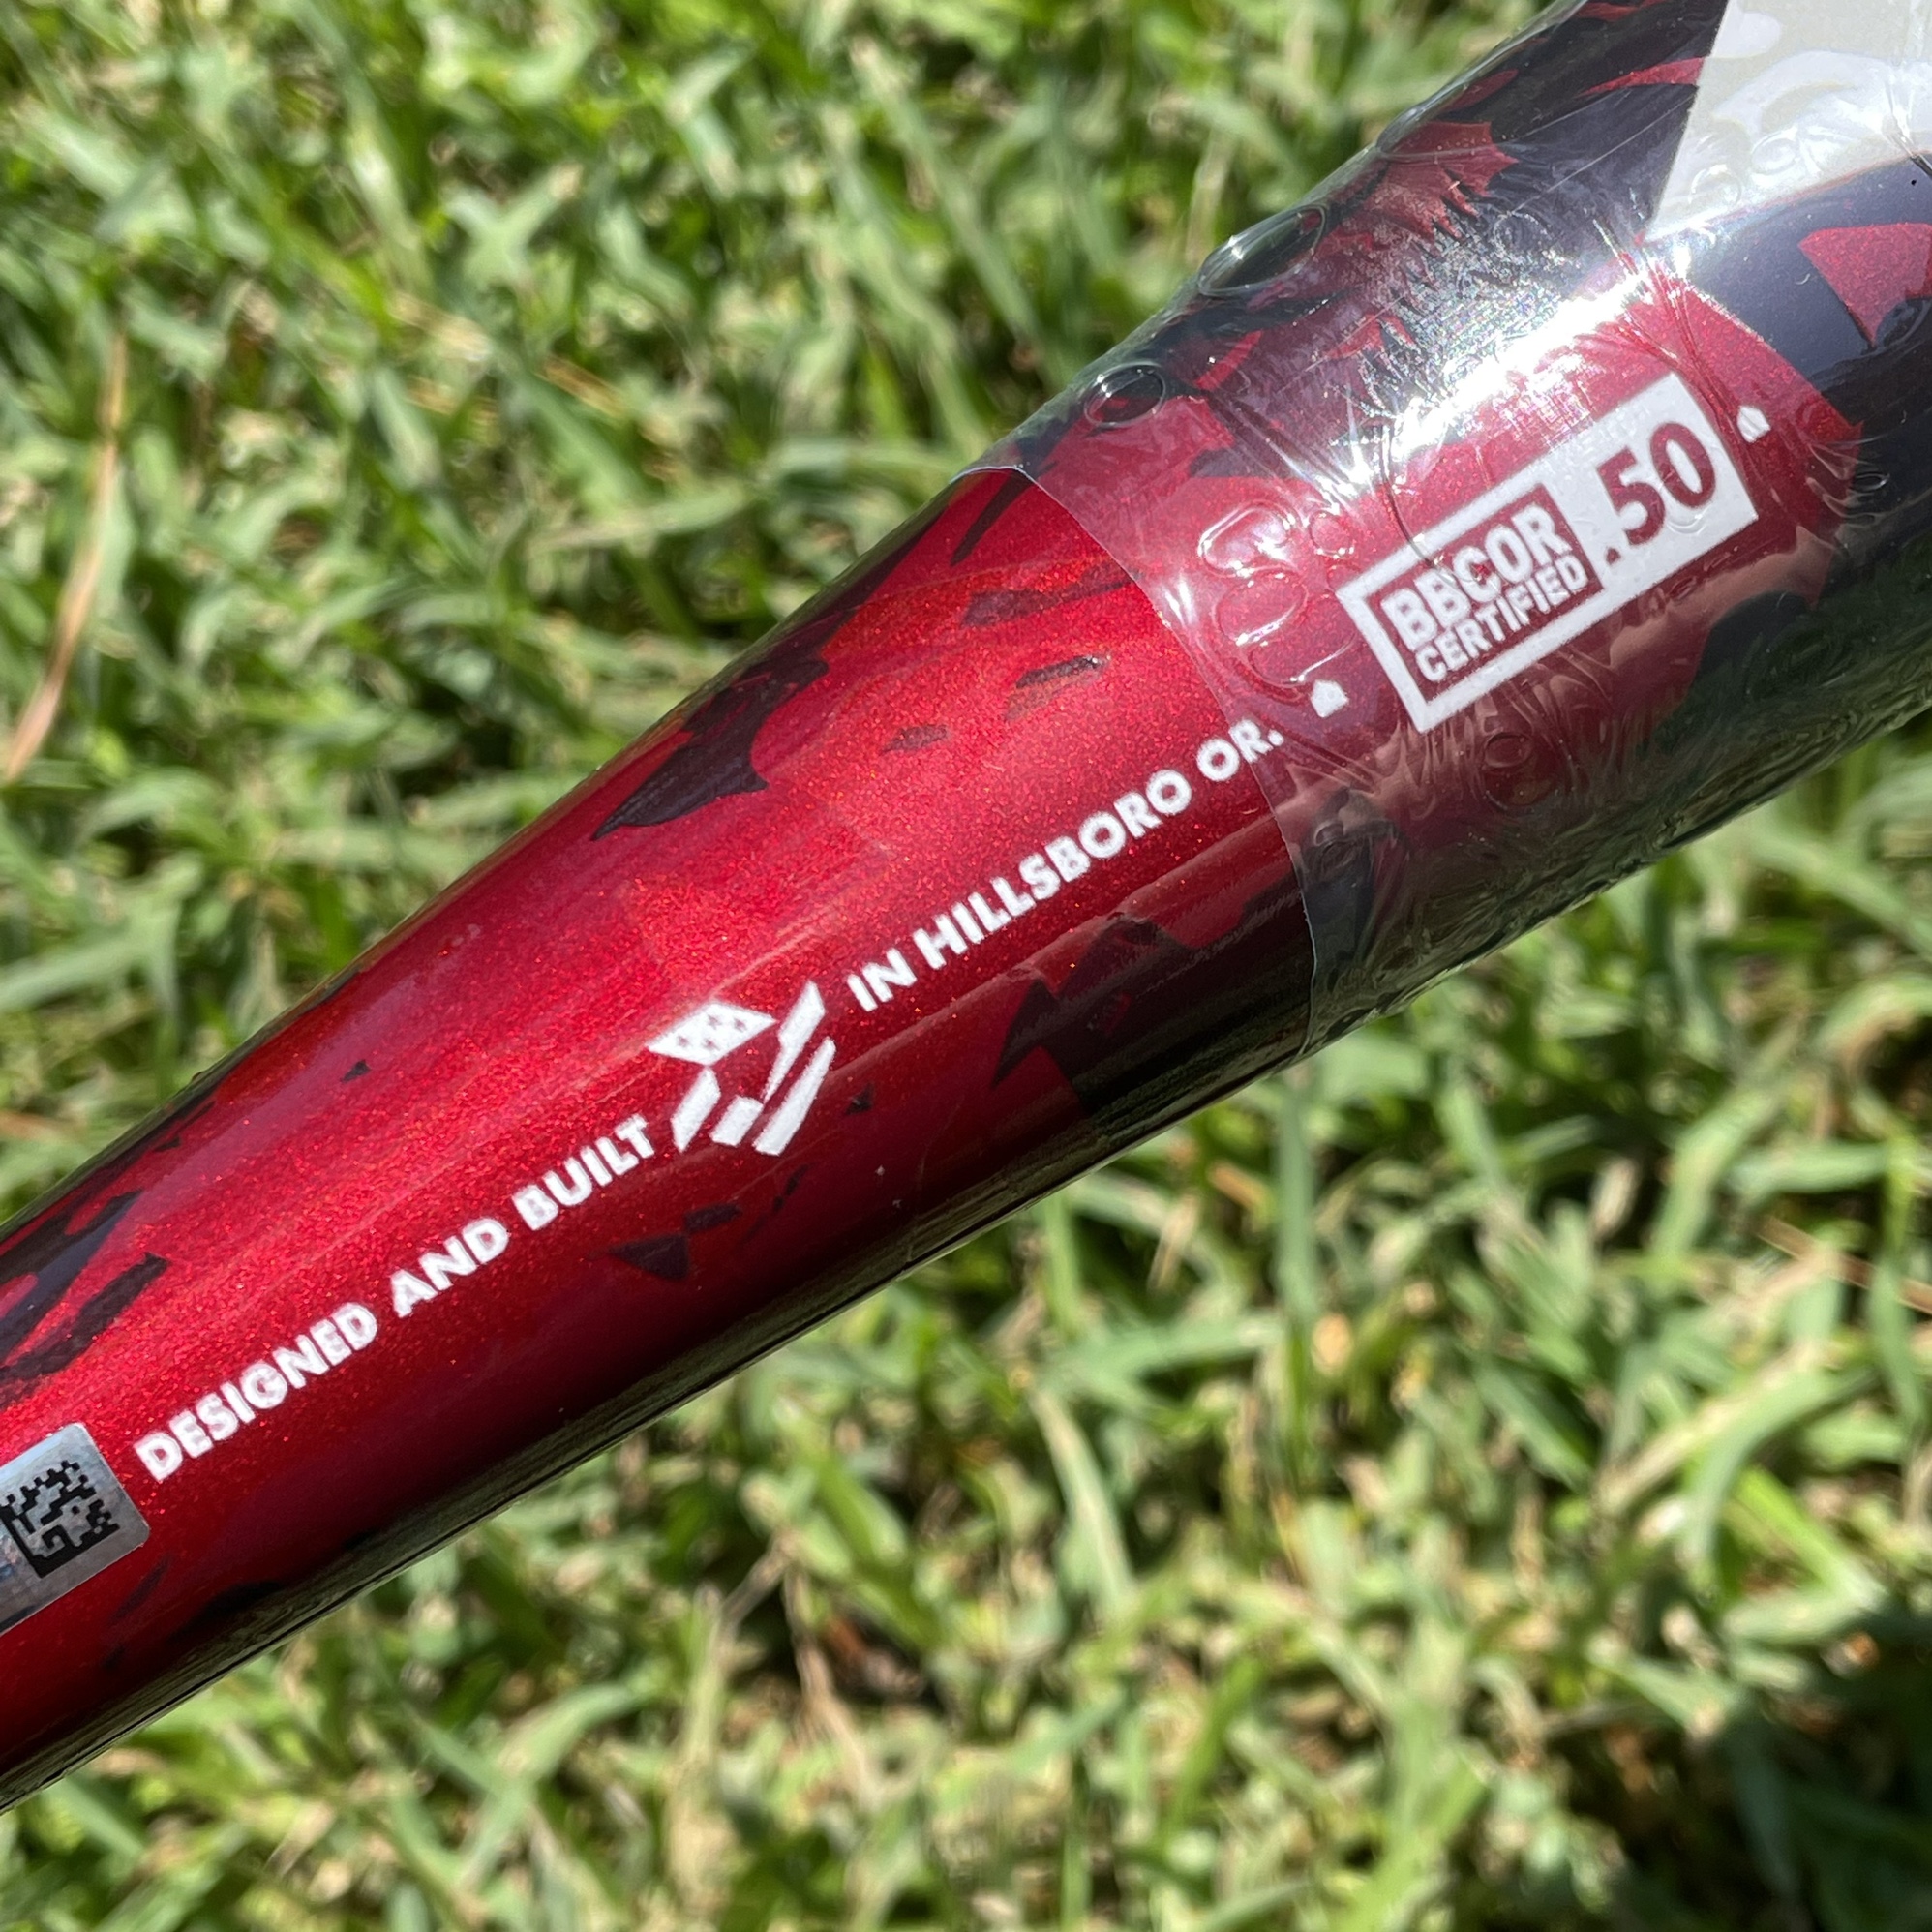 DESIGNED AND BUILT IN HILLSBORO OR.
BBCOR
CERTIFIED
.50